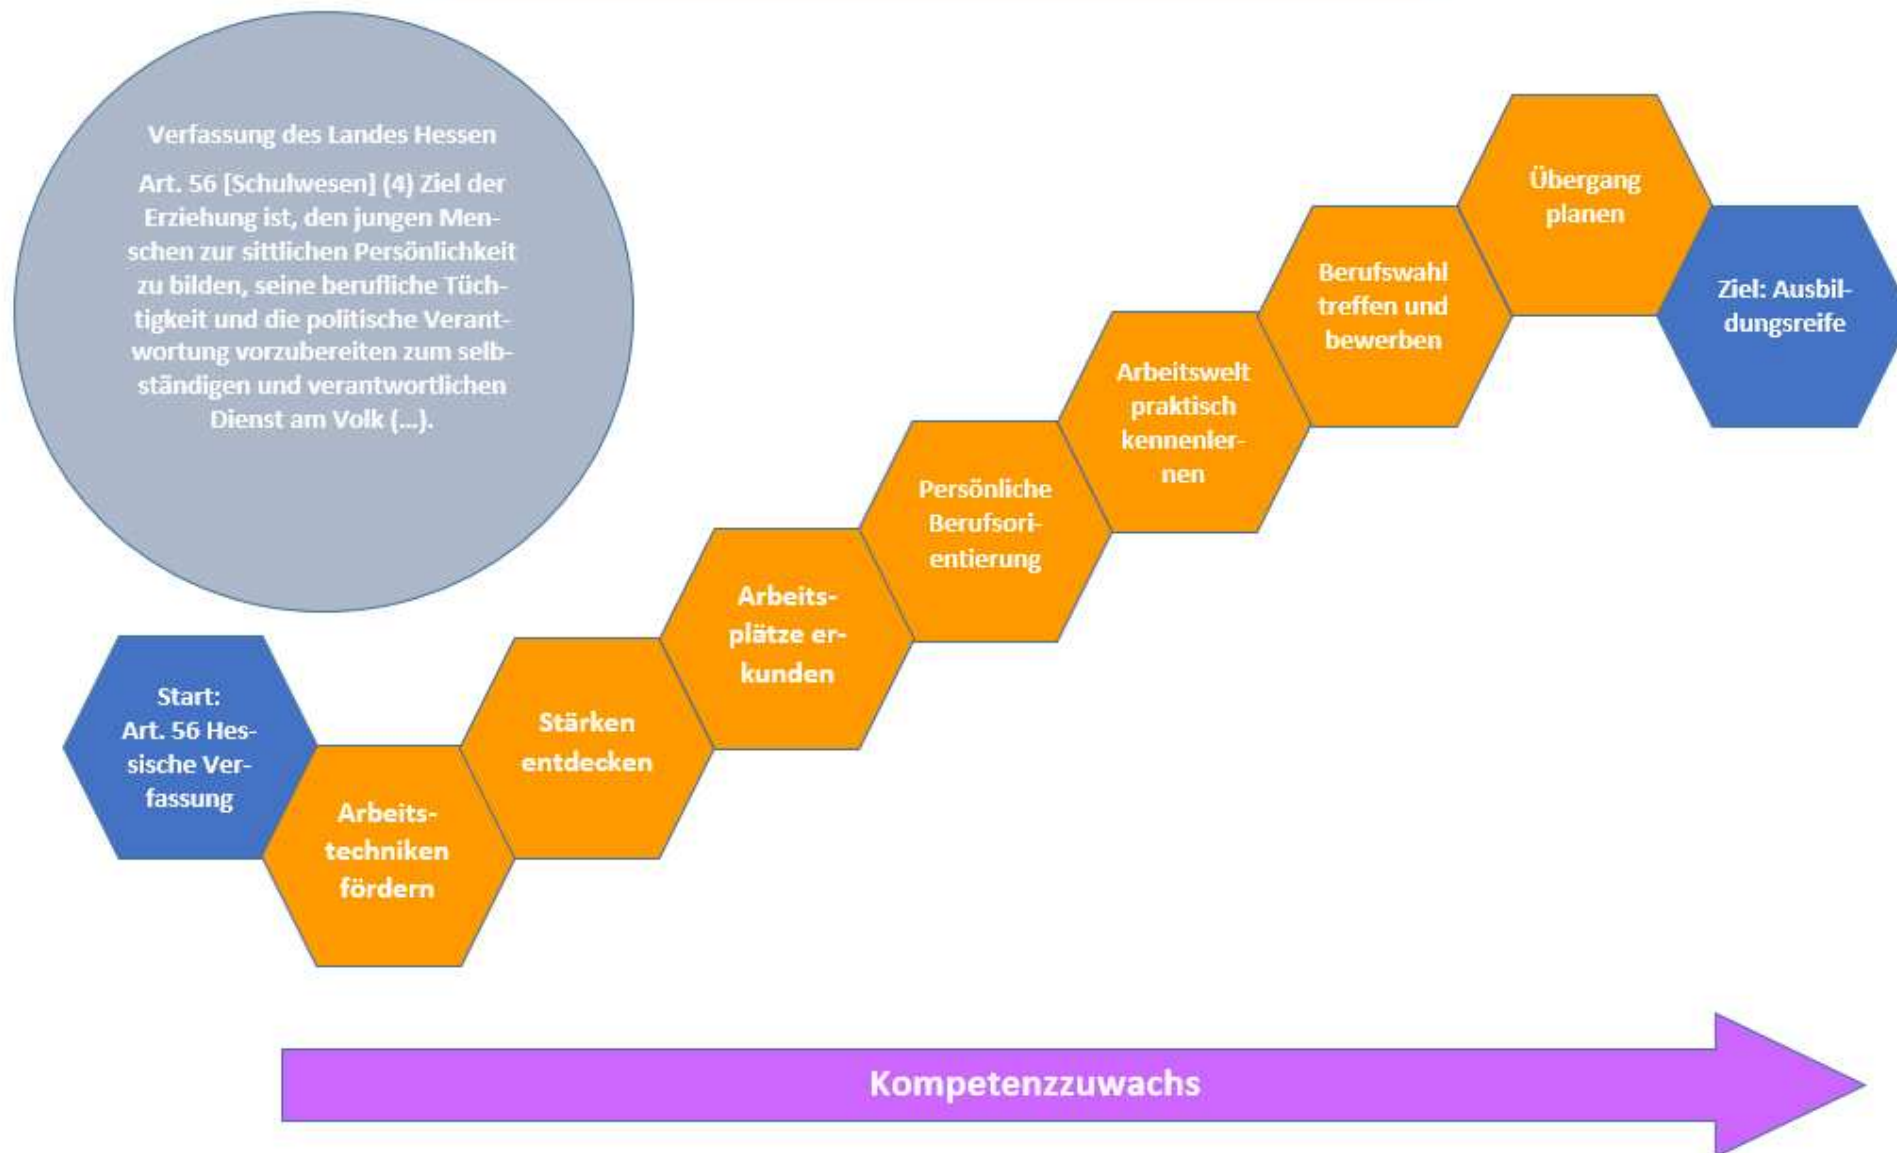 Verfassung des Landes Hessen
Art. 56 [Schulwesen] (4) Ziel der
Erziehung ist, den jungen Men-
schen zur sittlichen Persönlichkeit
zu bilden, seine berufliche Tüch-
tigkeit und die politische Verant-
wortung vorzubereiten zum selb-
ständigen und verantwortlichen
Dienst am Volk (...).
Start:
Art. 56 Hes-
sische Ver-
fassung
Arbeits-
techniken
fördern
Stärken
entdecken
Arbeits-
plätze er-
kunden
Persönliche
Berufsori-
entierung
Arbeitswelt
praktisch
kennenler-
nen
Berufswahl
treffen und
bewerben
Übergang
planen
Ziel: Ausbil-
dungsreife
Kompetenzzuwachs